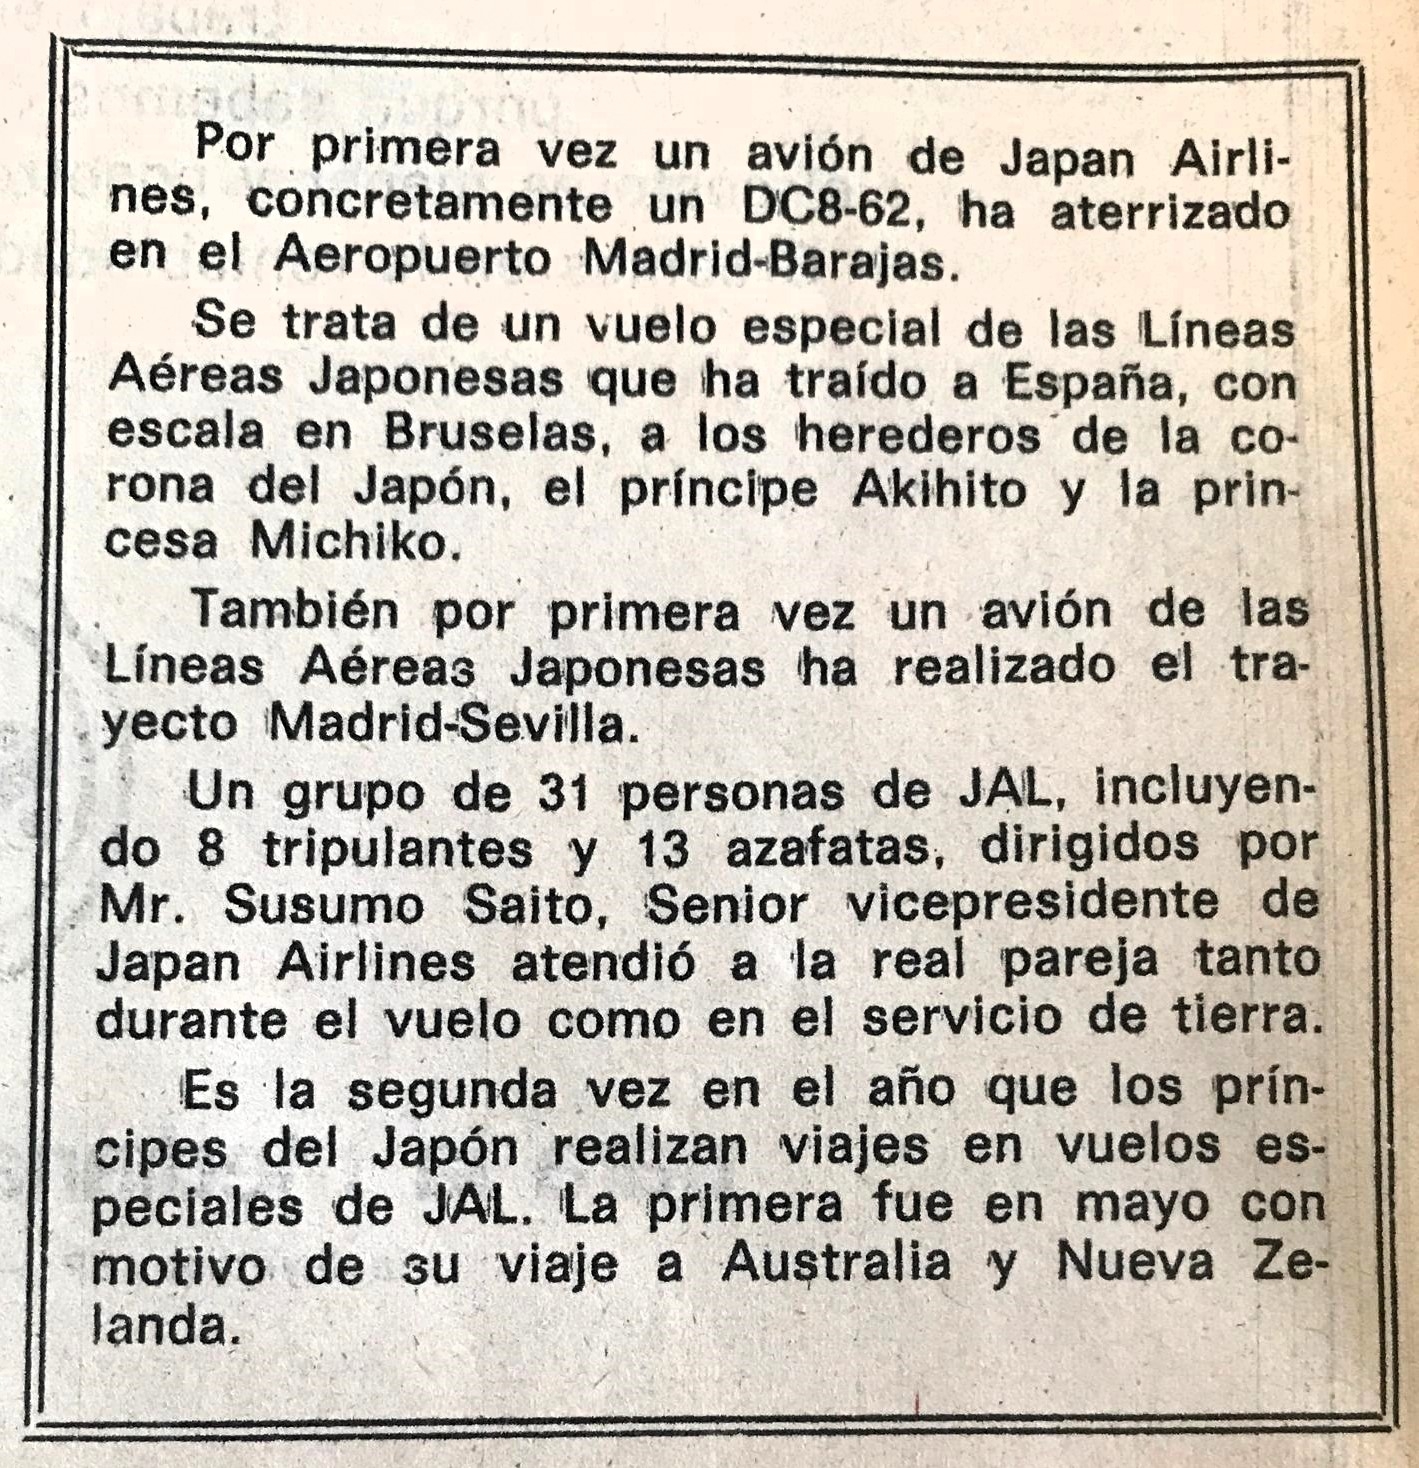 Por primera vez un avión de Japan Airli-
nes, concretamente un DC8-62, ha aterrizado
en el Aeropuerto Madrid-Barajas.
Se trata de un vuelo especial de las Líneas
Aéreas Japonesas que ha traído a España, con
escala en Bruselas, a los herederos de la co-
rona del Japón, el príncipe Akihito y la prin-
cesa Michiko.
También por primera vez un avión de las
Líneas Aéreas Japonesas ha realizado el tra-
yecto Madrid-Sevilla.
Un grupo de 31 personas de JAL, incluyen-
do 8 tripulantes y 13 azafatas, dirigidos por
Mr. Susumo Saito, Senior vicepresidente de
Japan Airlines atendió a la real pareja tanto
durante el vuelo como en el servicio de tierra.
Es la segunda vez en el año que los prín-
cipes del Japón realizan viajes en vuelos es-
peciales de JAL. La primera fue en mayo con
motivo de su viaje a Australia y Nueva Ze-
landa.